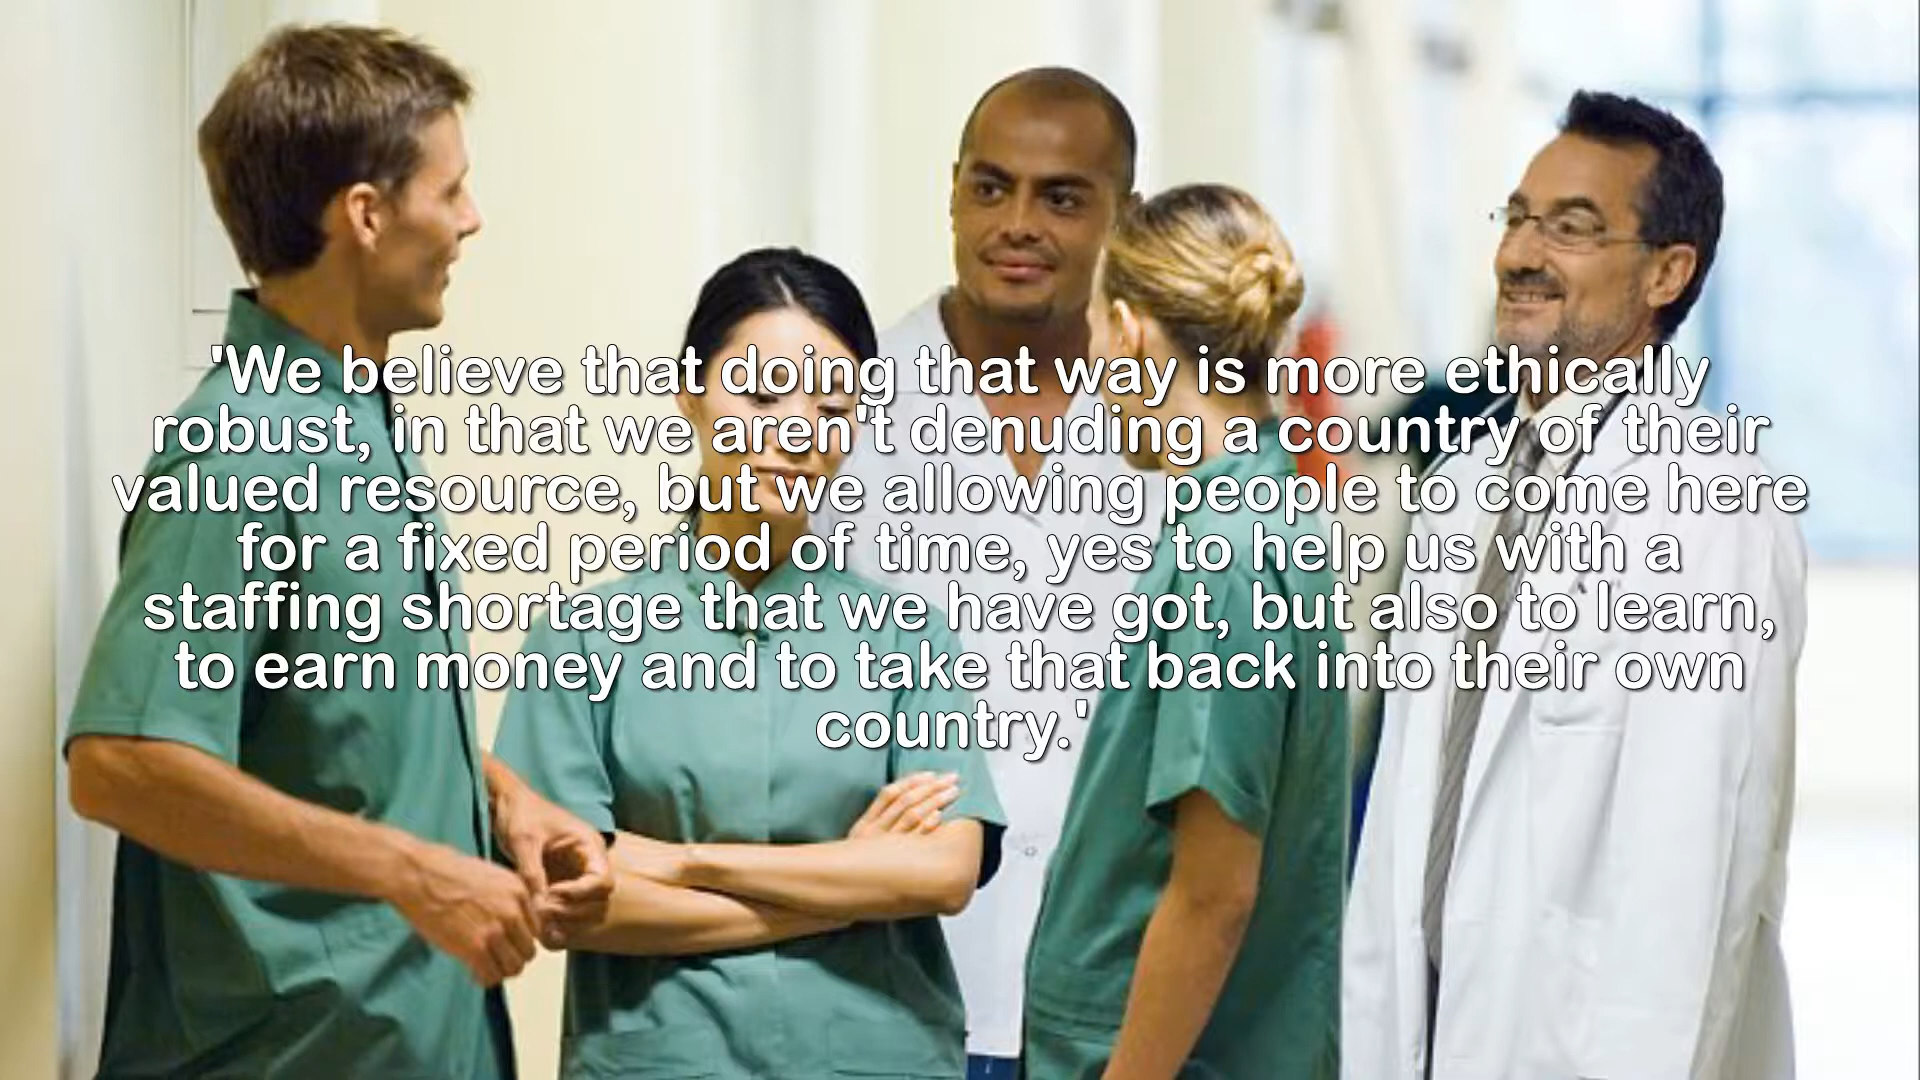 'We believe that doing that way is more ethically
robust, in that we aren't denuding a country of their
valued resource, but we allowing people to come here
for a fixed period of time, yes to help us with a
staffing shortage that we have got, but also to learn,
to earn money and to take that back into their own
country.'